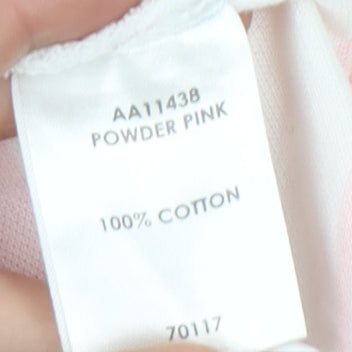 AA11438
POWDER PINK
100% COTTON
70117